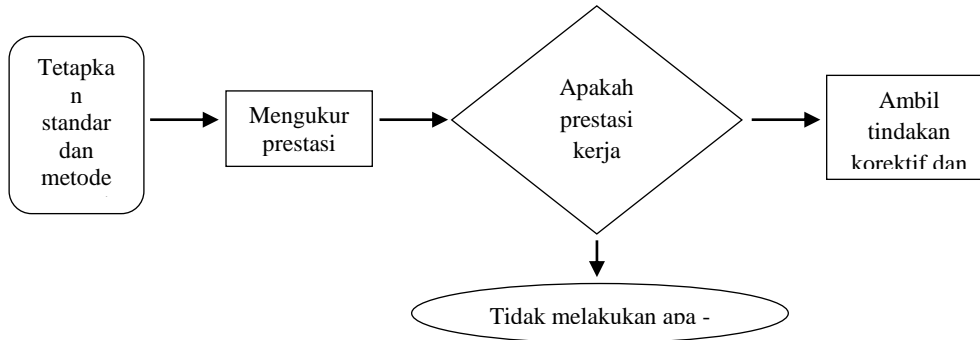 Tetapka
n
standar
dan
metode
Mengukur
prestasi
Apakah
prestasi
kerja
Ambil
tindakan
korektif dan
Tidak melakukan apa -